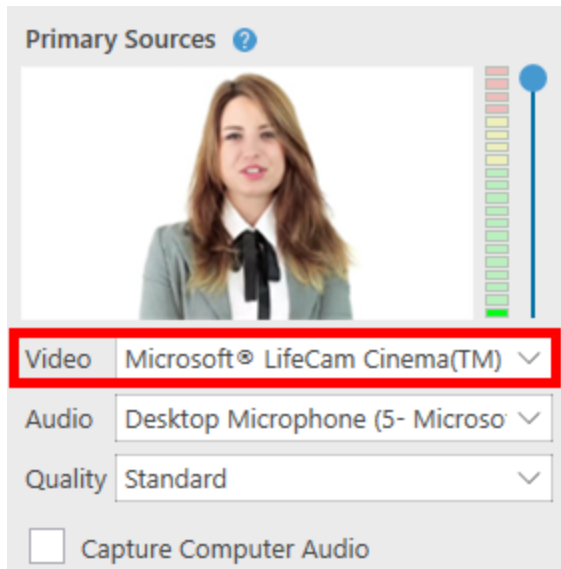 Primary Sources ?
Video Microsoft® LifeCam Cinema(TM)
Audio Desktop Microphone (5- Microso
Quality Standard
Capture Computer Audio